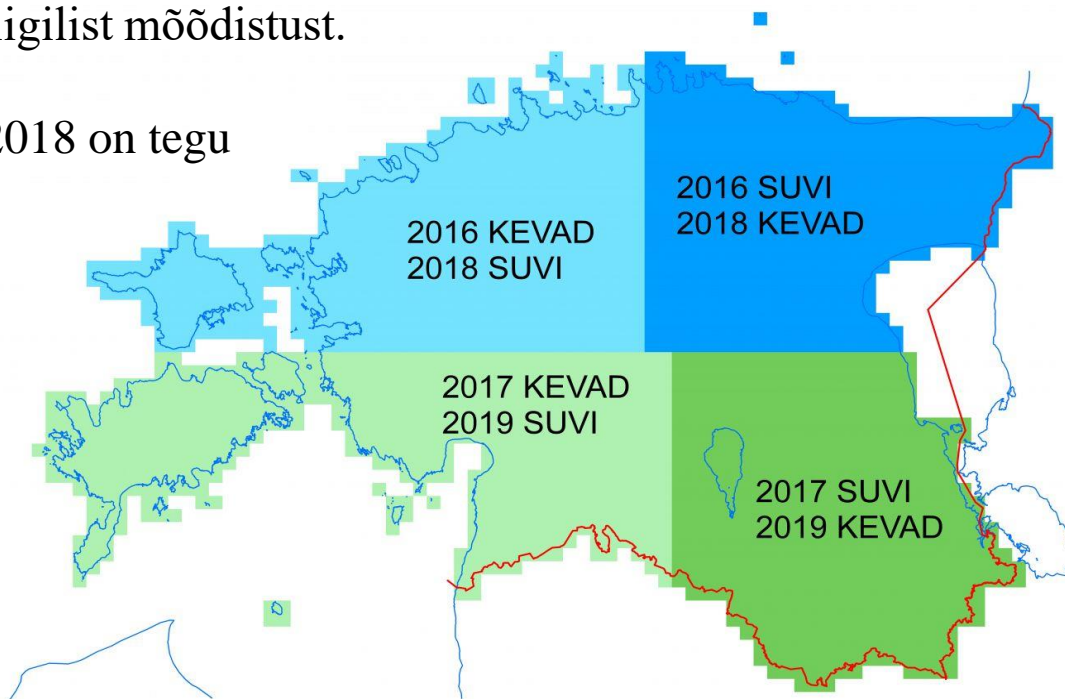 igilist mõõdistust.
2018 on tegu
2016 KEVAD
2018 SUVI
2016 SUVI
2018 KEVAD
2017 KEVAD
2019 SUVI
2017 SUVI
2019 KEVAD